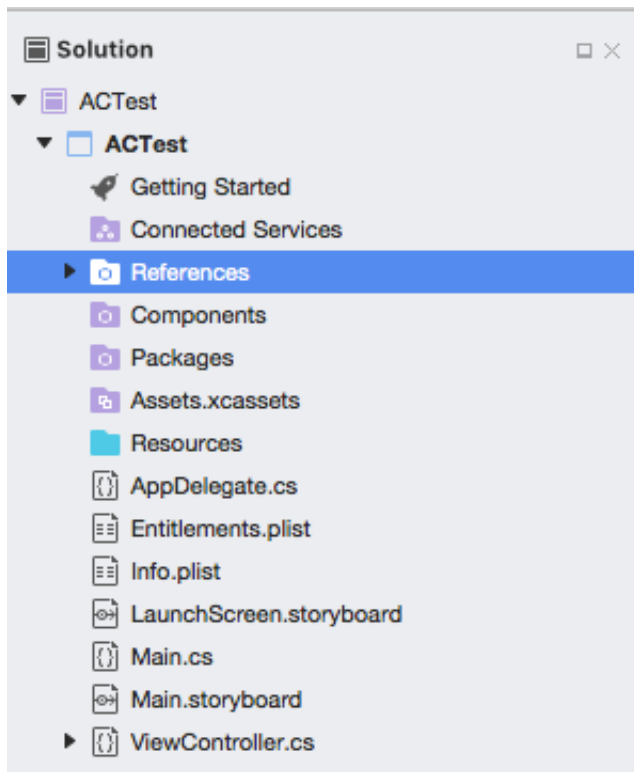 Solution
ACTest
ACTest
Getting Started
Connected Services
References
Components
Packages
Assets.xcassets
Resources
AppDelegate.cs
Entitlements.plist
Info.plist
LaunchScreen.storyboard
Main.cs
Main.storyboard
ViewController.cs